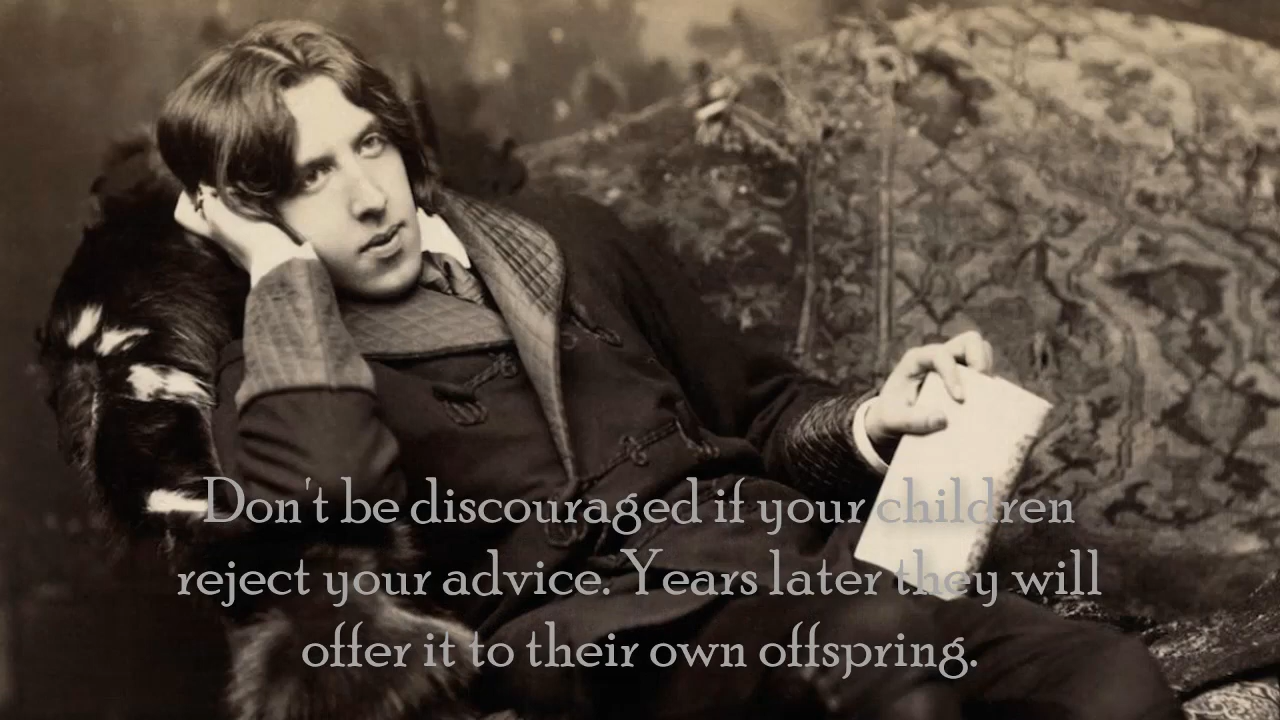 Don't be discouraged if your children
reject your advice. Years later they will
offer it to their own offspring.